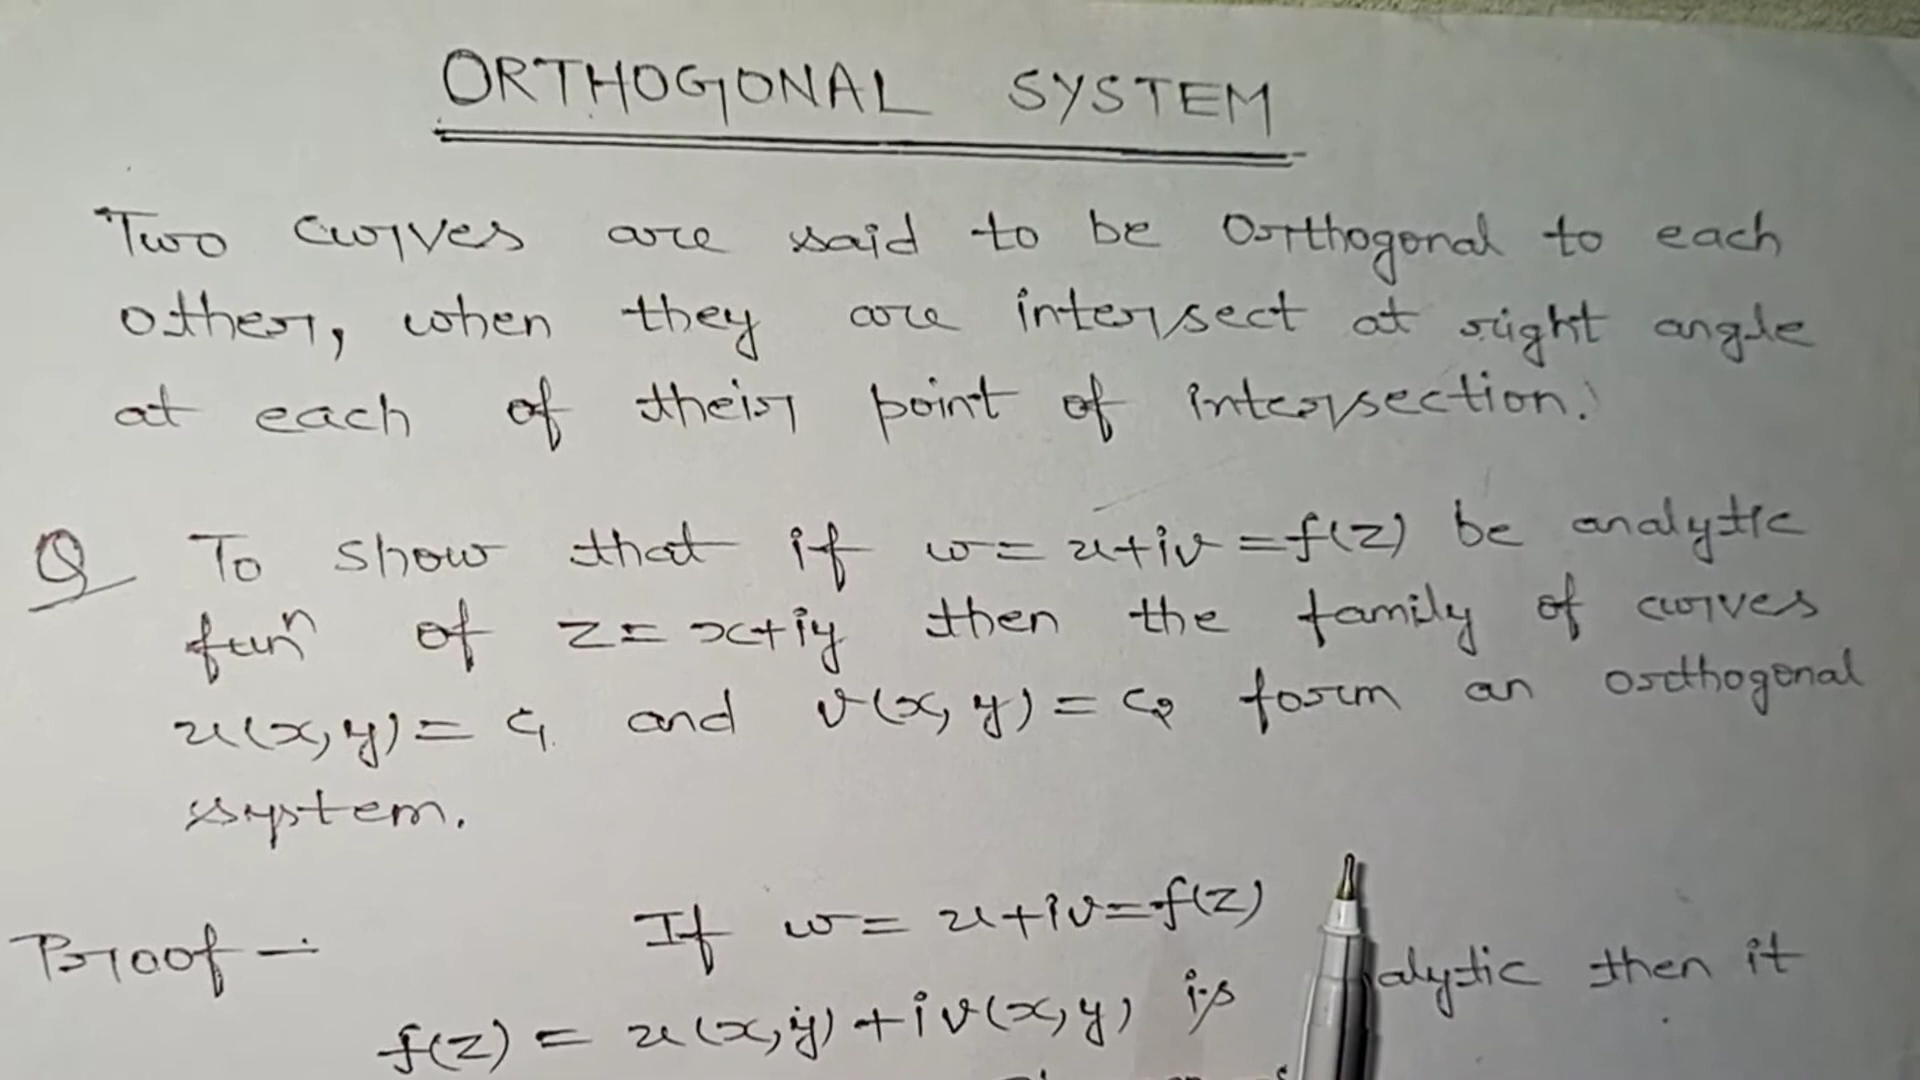 ORTHOGONAL SYSTEM
Two curves are said to be Orthogonal to each
other, when they are intersect at right angle
at each of their point of intersection.
Q To show that if w = u+iv = f(z) be analytic
funⁿ of z = x+iy then the family of curves
u(x,y) = c₁ and v(x,y) = c₂ form an orthogonal
system.
Proof - If w = u+iv = f(z)
f(z) = u(x,y) + iv(x,y) is alytic then it